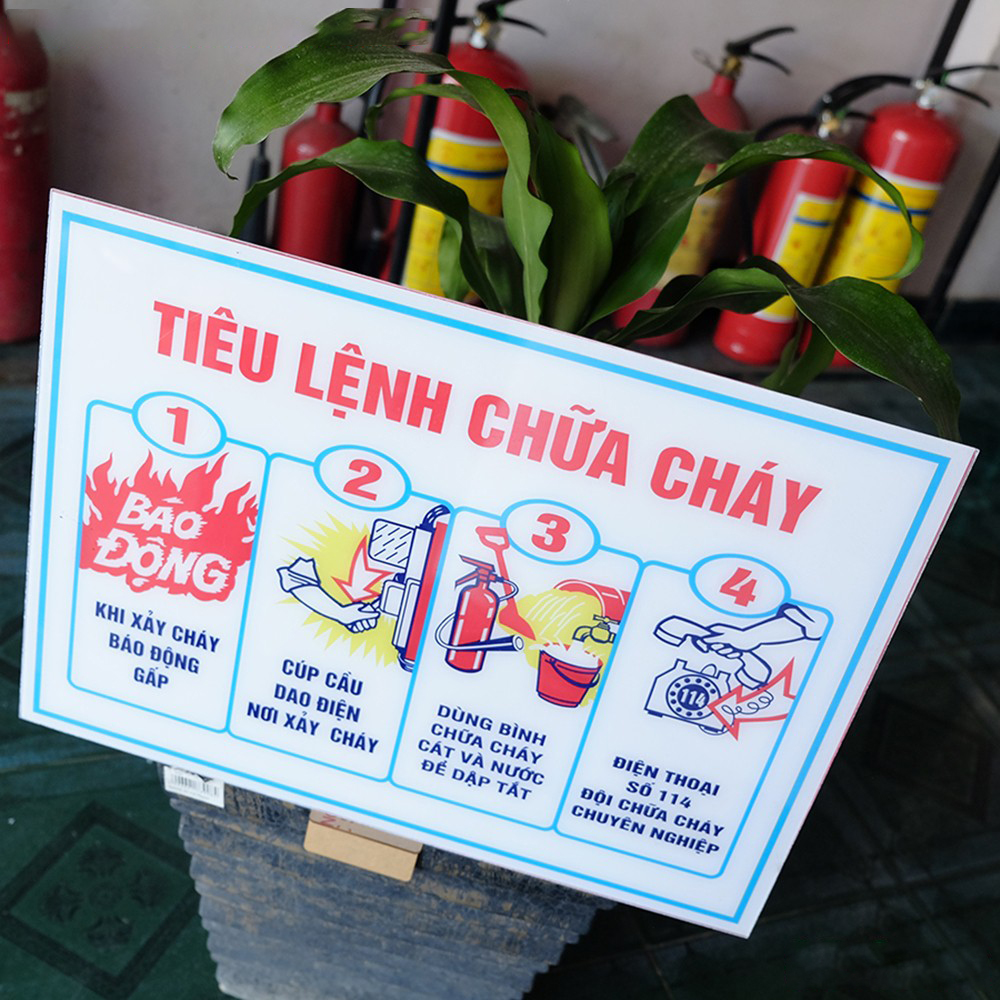 TIÊU LỆNH CHỮA CHÁY
1
BÁO
ĐỘNG
KHI XẢY CHÁY
BÁO ĐỘNG
GẤP
2
CÚP CẦU
DAO ĐIỆN
NƠI XẢY CHÁY
3
DÙNG BÌNH
CHỮA CHÁY
CÁT VÀ NƯỚC
ĐỂ DẬP TẮT
4
114
ĐIỆN THOẠI
SỐ 114
ĐỘI CHỮA CHÁY
CHUYÊN NGHIỆP